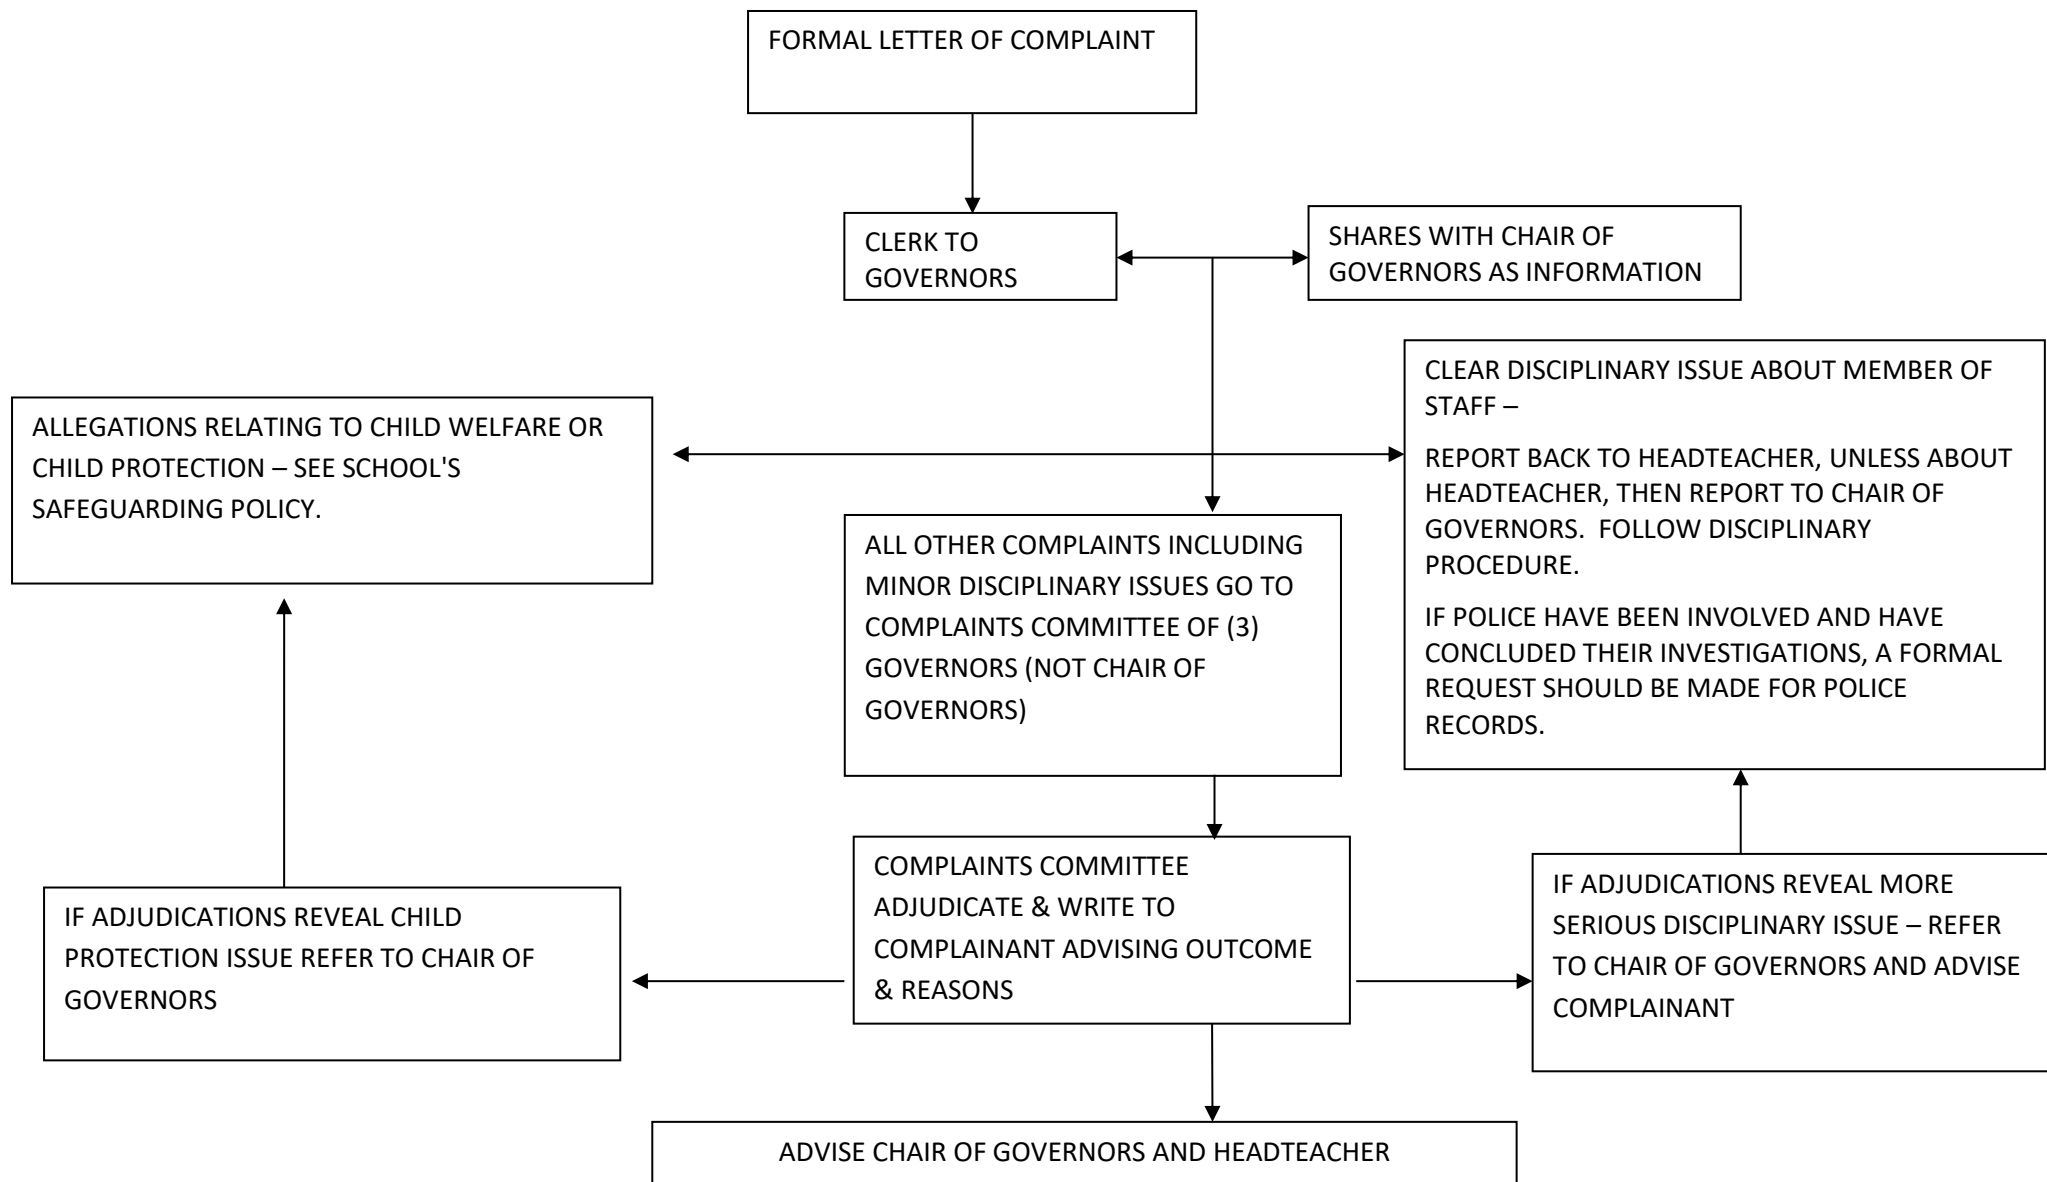 FORMAL LETTER OF COMPLAINT
CLERK TO
GOVERNORS
SHARES WITH CHAIR OF
GOVERNORS AS INFORMATION
ALLEGATIONS RELATING TO CHILD WELFARE OR
CHILD PROTECTION – SEE SCHOOL'S
SAFEGUARDING POLICY.
CLEAR DISCIPLINARY ISSUE ABOUT MEMBER OF
STAFF –
REPORT BACK TO HEADTEACHER, UNLESS ABOUT
HEADTEACHER, THEN REPORT TO CHAIR OF
GOVERNORS.  FOLLOW DISCIPLINARY
PROCEDURE.
IF POLICE HAVE BEEN INVOLVED AND HAVE
CONCLUDED THEIR INVESTIGATIONS, A FORMAL
REQUEST SHOULD BE MADE FOR POLICE
RECORDS.
ALL OTHER COMPLAINTS INCLUDING
MINOR DISCIPLINARY ISSUES GO TO
COMPLAINTS COMMITTEE OF (3)
GOVERNORS (NOT CHAIR OF
GOVERNORS)
IF ADJUDICATIONS REVEAL CHILD
PROTECTION ISSUE REFER TO CHAIR OF
GOVERNORS
COMPLAINTS COMMITTEE
ADJUDICATE & WRITE TO
COMPLAINANT ADVISING OUTCOME
& REASONS
IF ADJUDICATIONS REVEAL MORE
SERIOUS DISCIPLINARY ISSUE – REFER
TO CHAIR OF GOVERNORS AND ADVISE
COMPLAINANT
ADVISE CHAIR OF GOVERNORS AND HEADTEACHER